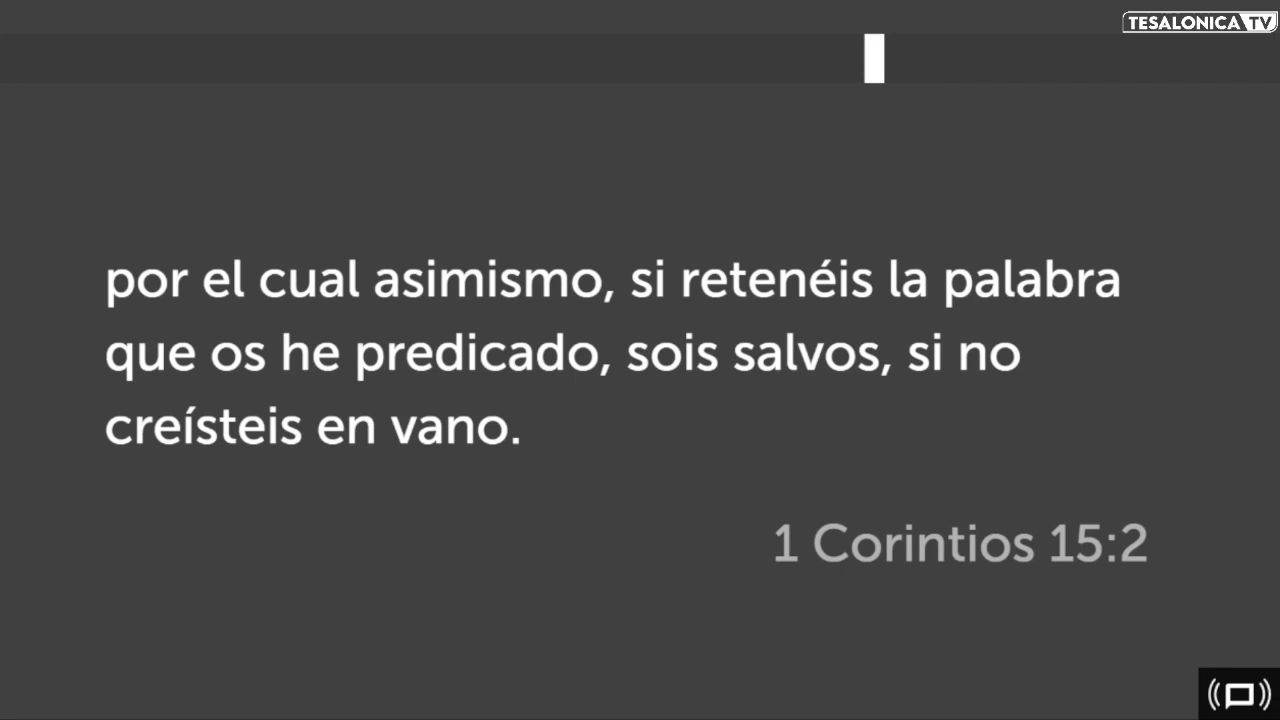 TESALONICA TV
por el cual asimismo, si retenéis la palabra
que os he predicado, sois salvos, si no
creísteis en vano.
1 Corintios 15:2